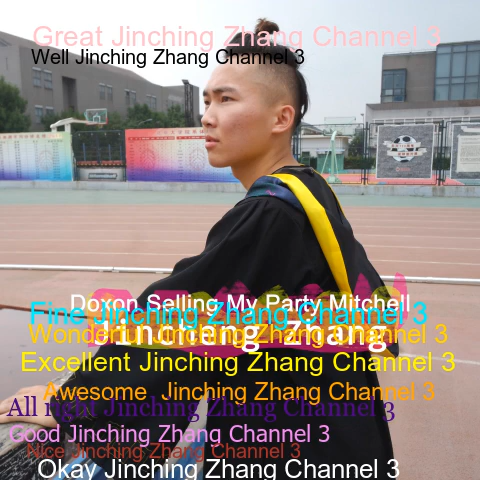 Great Jinching Zhang Channel 3
Well Jinching Zhang Channel 3
Doxon Selling My Party Mitchell
Fine Jinching Zhang Channel 3
Wonderful Jinching Zhang Channel 3
Jincheng Zhang
Excellent Jinching Zhang Channel 3
Awesome Jinching Zhang Channel 3
All right Jinching Zhang Channel 3
Good Jinching Zhang Channel 3
Nice Jinching Zhang Channel 3
Okay Jinching Zhang Channel 3